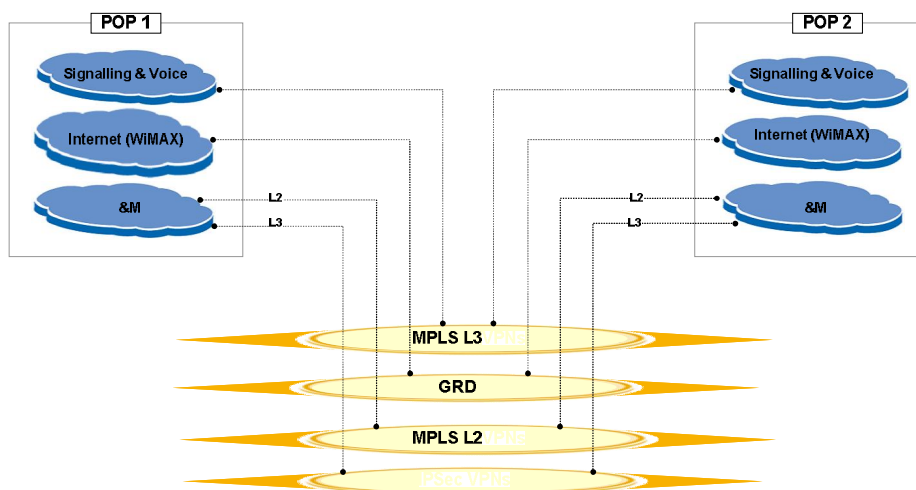 POP 1
POP 2
Signalling & Voice
Signalling & Voice
Internet (WiMAX)
Internet (WiMAX)
&M
&M
L2
L2
L3
L3
MPLS L3
GRD
MPLS L2